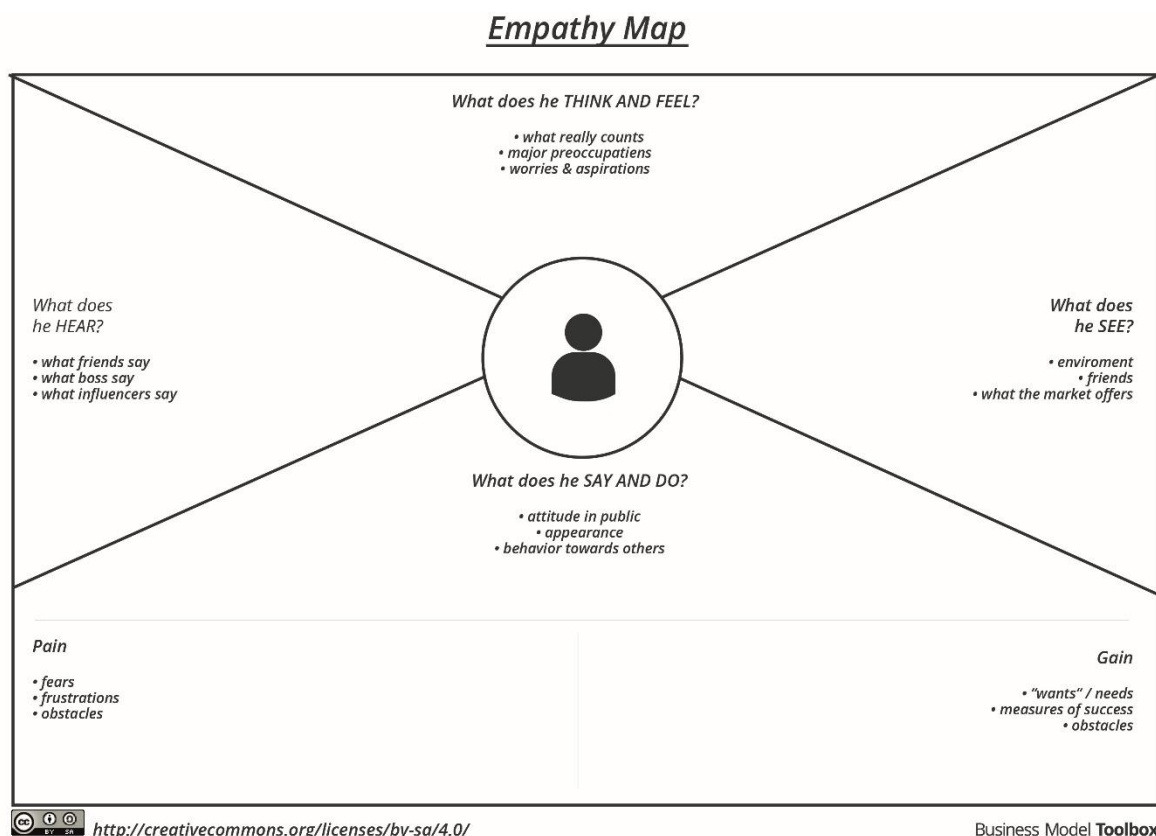 Empathy Map
What does he THINK AND FEEL?
• what really counts
• major preoccupatiens
• worries & aspirations
What does
he HEAR?
• what friends say
• what boss say
• what influencers say
What does
he SEE?
• enviroment
• friends
• what the market offers
What does he SAY AND DO?
• attitude in public
• appearance
• behavior towards others
Pain
• fears
• frustrations
• obstacles
Gain
• “wants” / needs
• measures of success
• obstacles
cc BY SA
http://creativecommons.org/licenses/by-sa/4.0/
Business Model Toolbox